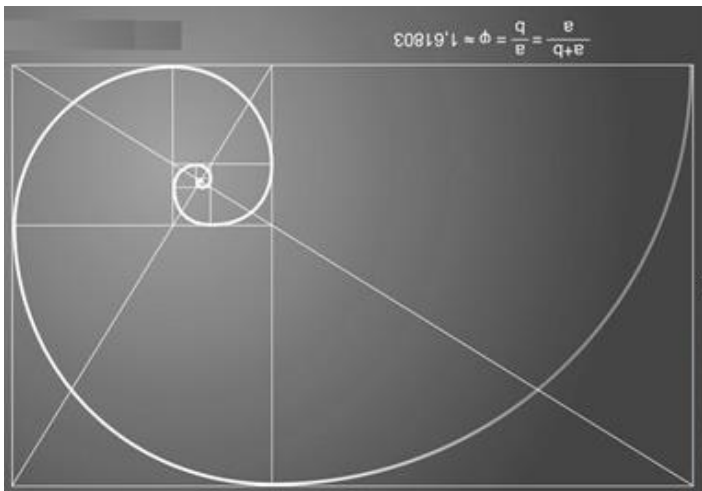 a+b/a = a/b = φ ≈ 1,61803